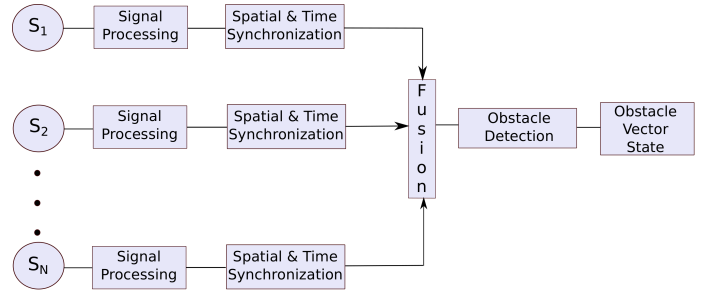 S1
Signal
Processing
Spatial & Time
Synchronization
S2
Signal
Processing
Spatial & Time
Synchronization
Fusion
Obstacle
Detection
Obstacle
Vector
State
SN
Signal
Processing
Spatial & Time
Synchronization